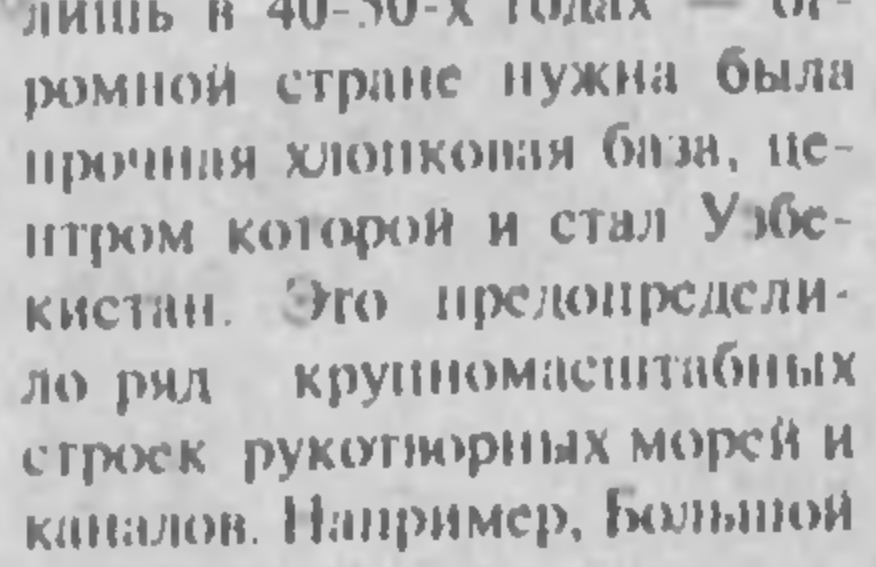 лишь в 40-50-х годах — ог-
ромной стране нужна была
прочная хлопковая база, це-
нтром которой и стал Узбе-
кистан. Это предопредели-
ло ряд крупномасштабных
строек рукотворных морей и
каналов. Например, Большой